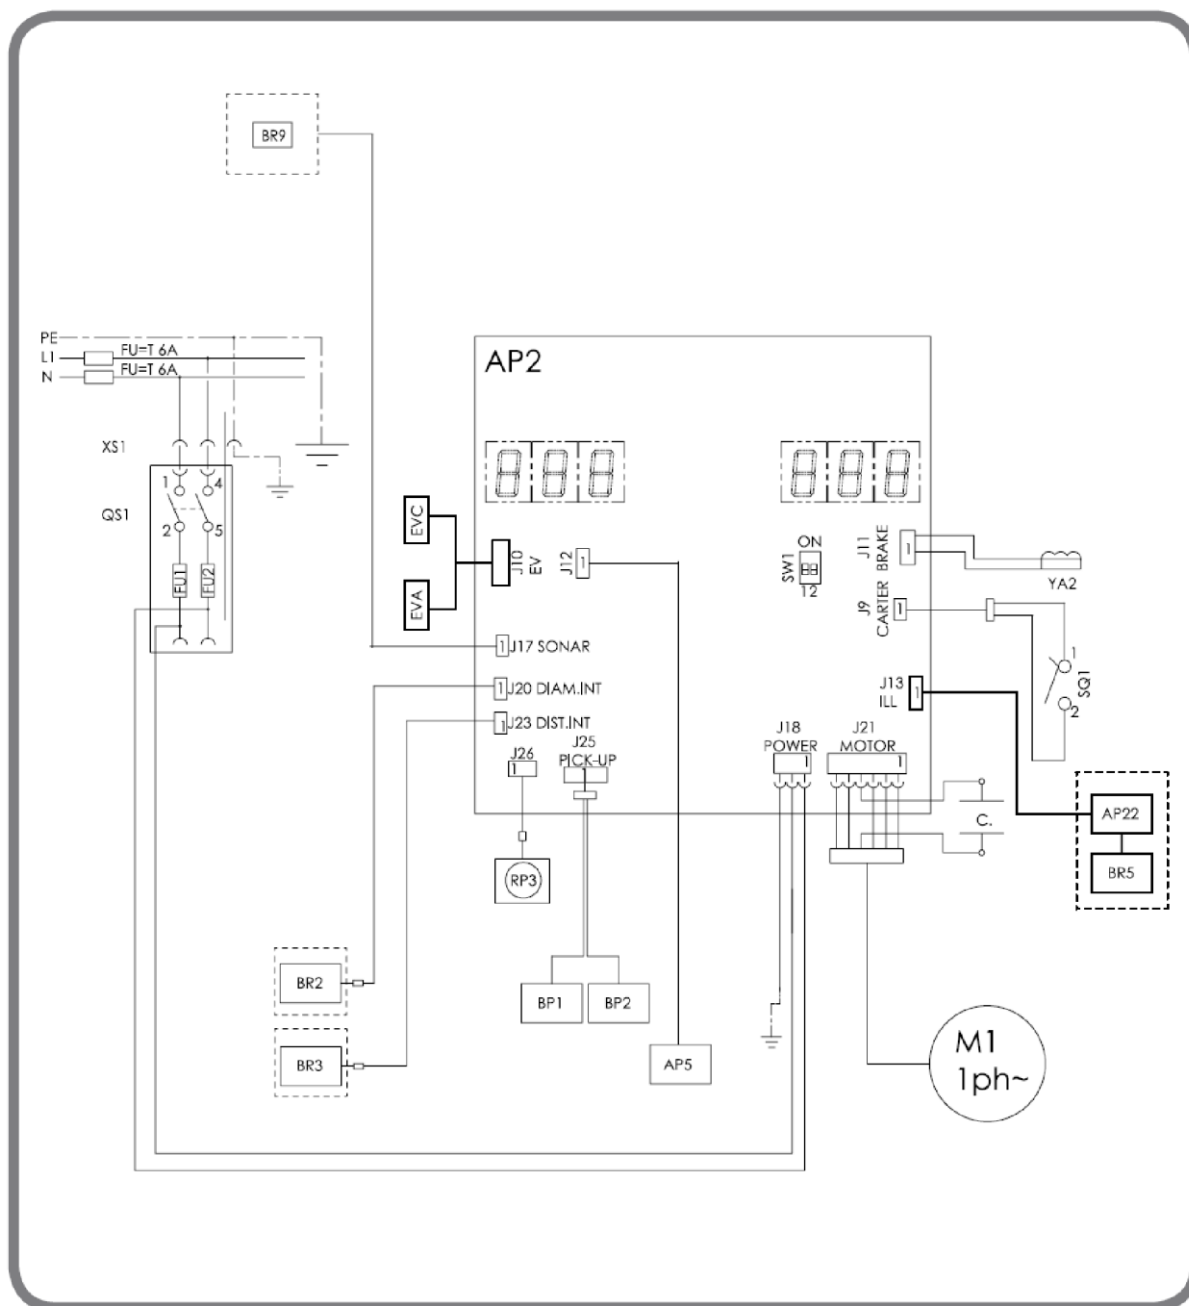 BR9
PE
L1
FU=T 6A
N
FU=T 6A
AP2
XS1
1
4
QS1
2
5
FU1
FU2
EVC
EVA
J10
EV
J12
1
ON
SW1
12
J11
BRAKE
1
YA2
J9
CARTER
1
1
SQ1
2
1
J17 SONAR
1
J20 DIAM.INT
1
J23 DIST.INT
J13
ILL
1
J26
1
J25
PICK-UP
1
J18
POWER
1
J21
MOTOR
1
C.
AP22
BR5
RP3
BR2
BP1
BP2
BR3
AP5
M1
1ph~